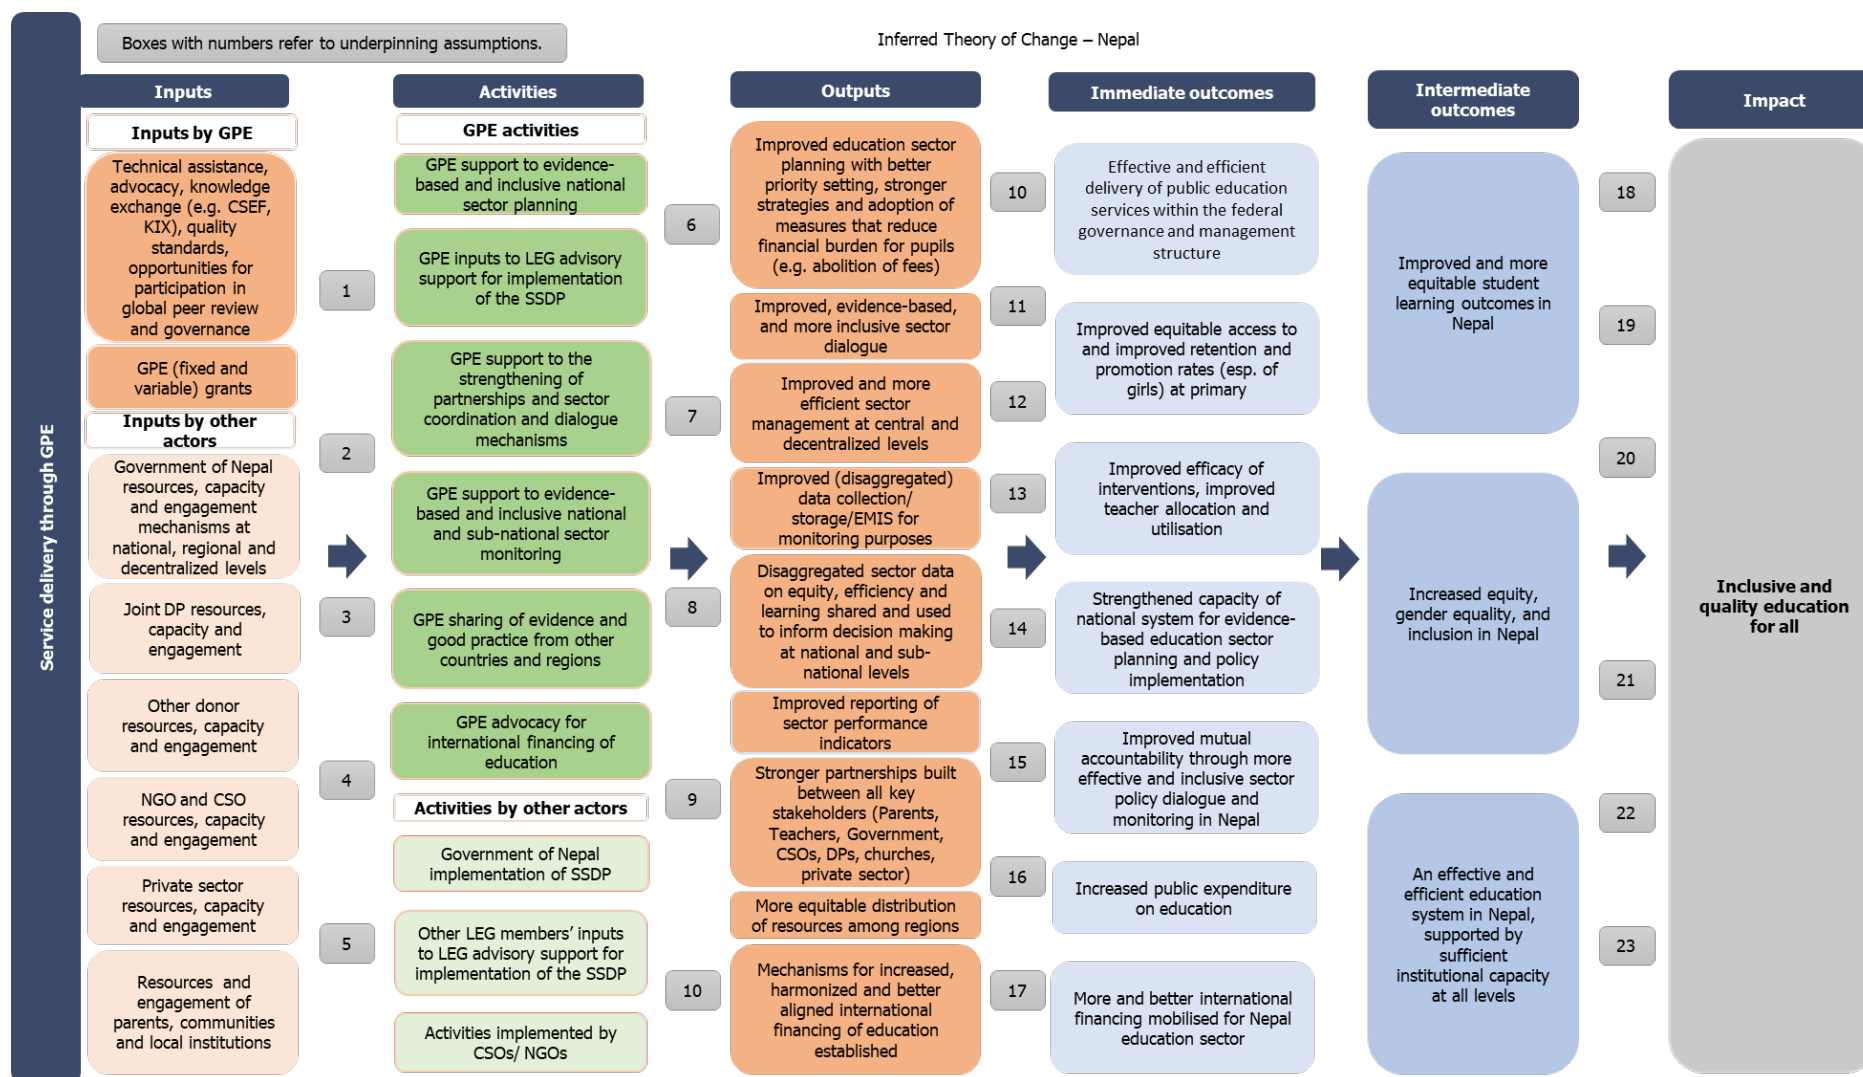 Service delivery through GPE
Boxes with numbers refer to underpinning assumptions.
Inferred Theory of Change – Nepal
Inputs
Inputs by GPE
Technical assistance,
advocacy, knowledge
exchange (e.g. CSEF,
KIX), quality
standards,
opportunities for
participation in
global peer review
and governance
GPE (fixed and
variable) grants
Inputs by other
actors
Government of Nepal
resources, capacity
and engagement
mechanisms at
national, regional and
decentralized levels
Joint DP resources,
capacity and
engagement
Other donor
resources, capacity
and engagement
NGO and CSO
resources, capacity
and engagement
Private sector
resources, capacity
and engagement
Resources and
engagement of
parents, communities
and local institutions
1
2
3
4
5
Activities
GPE activities
GPE support to evidence-
based and inclusive national
sector planning
GPE inputs to LEG advisory
support for implementation
of the SSDP
GPE support to the
strengthening of
partnerships and sector
coordination and dialogue
mechanisms
GPE support to evidence-
based and inclusive national
and sub-national sector
monitoring
GPE sharing of evidence and
good practice from other
countries and regions
GPE advocacy for
international financing of
education
Activities by other actors
Government of Nepal
implementation of SSDP
Other LEG members’ inputs
to LEG advisory support for
implementation of the SSDP
Activities implemented by
CSOs/ NGOs
6
7
8
9
10
Outputs
Improved education sector
planning with better
priority setting, stronger
strategies and adoption of
measures that reduce
financial burden for pupils
(e.g. abolition of fees)
Improved, evidence-based,
and more inclusive sector
dialogue
Improved and more
efficient sector
management at central and
decentralized levels
Improved (disaggregated)
data collection/
storage/EMIS for
monitoring purposes
Disaggregated sector data
on equity, efficiency and
learning shared and used
to inform decision making
at national and sub-
national levels
Improved reporting of
sector performance
indicators
Stronger partnerships built
between all key
stakeholders (Parents,
Teachers, Government,
CSOs, DPs, churches,
private sector)
More equitable distribution
of resources among regions
Mechanisms for increased,
harmonized and better
aligned international
financing of education
established
10
11
12
13
14
15
16
17
Immediate outcomes
Effective and efficient
delivery of public education
services within the federal
governance and management
structure
Improved equitable access to
and improved retention and
promotion rates (esp. of
girls) at primary
Improved efficacy of
interventions, improved
teacher allocation and
utilisation
Strengthened capacity of
national system for evidence-
based education sector
planning and policy
implementation
Improved mutual
accountability through more
effective and inclusive sector
policy dialogue and
monitoring in Nepal
Increased public expenditure
on education
More and better international
financing mobilised for Nepal
education sector
Intermediate
outcomes
Improved and more
equitable student
learning outcomes in
Nepal
Increased equity,
gender equality, and
inclusion in Nepal
An effective and
efficient education
system in Nepal,
supported by
sufficient
institutional capacity
at all levels
18
19
20
21
22
23
Impact
Inclusive and
quality education
for all